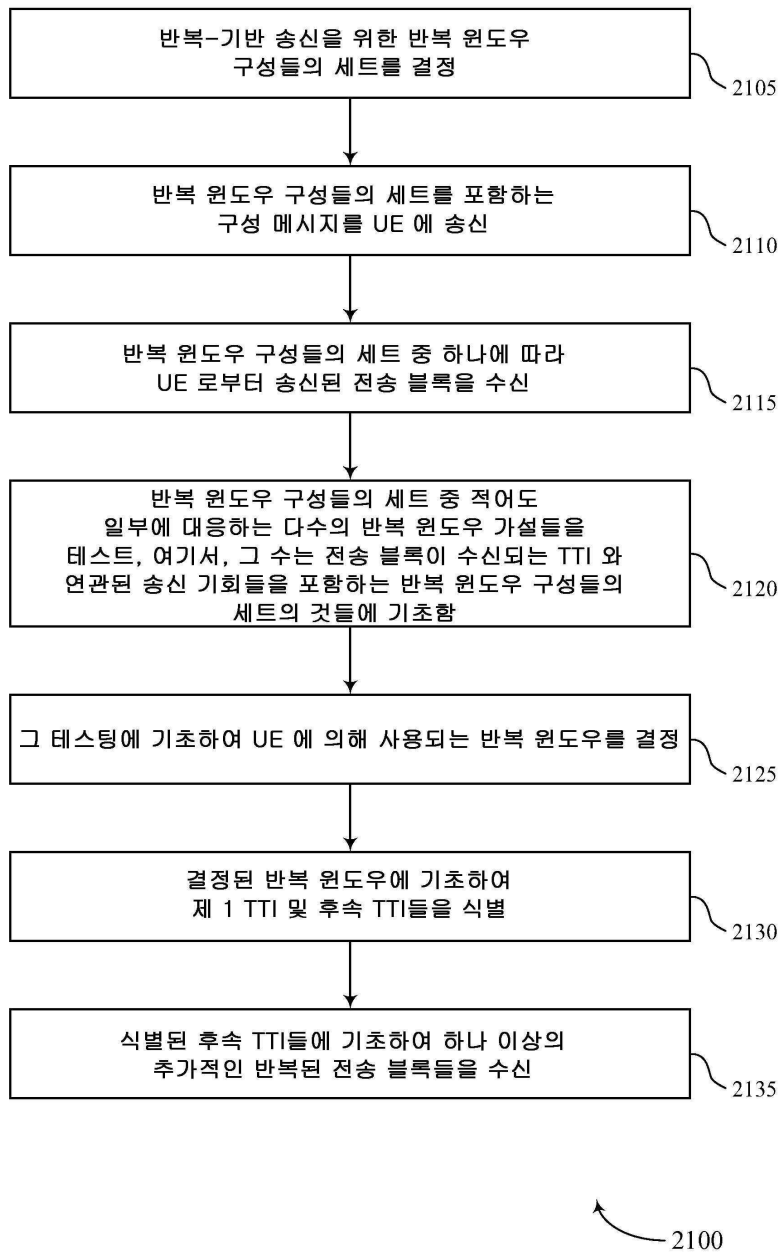 반복-기반 송신을 위한 반복 윈도우
구성들의 세트를 결정
2105
반복 윈도우 구성들의 세트를 포함하는
구성 메시지를 UE 에 송신
2110
반복 윈도우 구성들의 세트 중 하나에 따라
UE 로부터 송신된 전송 블록을 수신
2115
반복 윈도우 구성들의 세트 중 적어도
일부에 대응하는 다수의 반복 윈도우 가설들을
테스트, 여기서, 그 수는 전송 블록이 수신되는 TTI 와
연관된 송신 기회들을 포함하는 반복 윈도우 구성들의
세트의 것들에 기초함
2120
그 테스팅에 기초하여 UE 에 의해 사용되는 반복 윈도우를 결정
2125
결정된 반복 윈도우에 기초하여
제 1 TTI 및 후속 TTI들을 식별
2130
식별된 후속 TTI들에 기초하여 하나 이상의
추가적인 반복된 전송 블록들을 수신
2135
2100